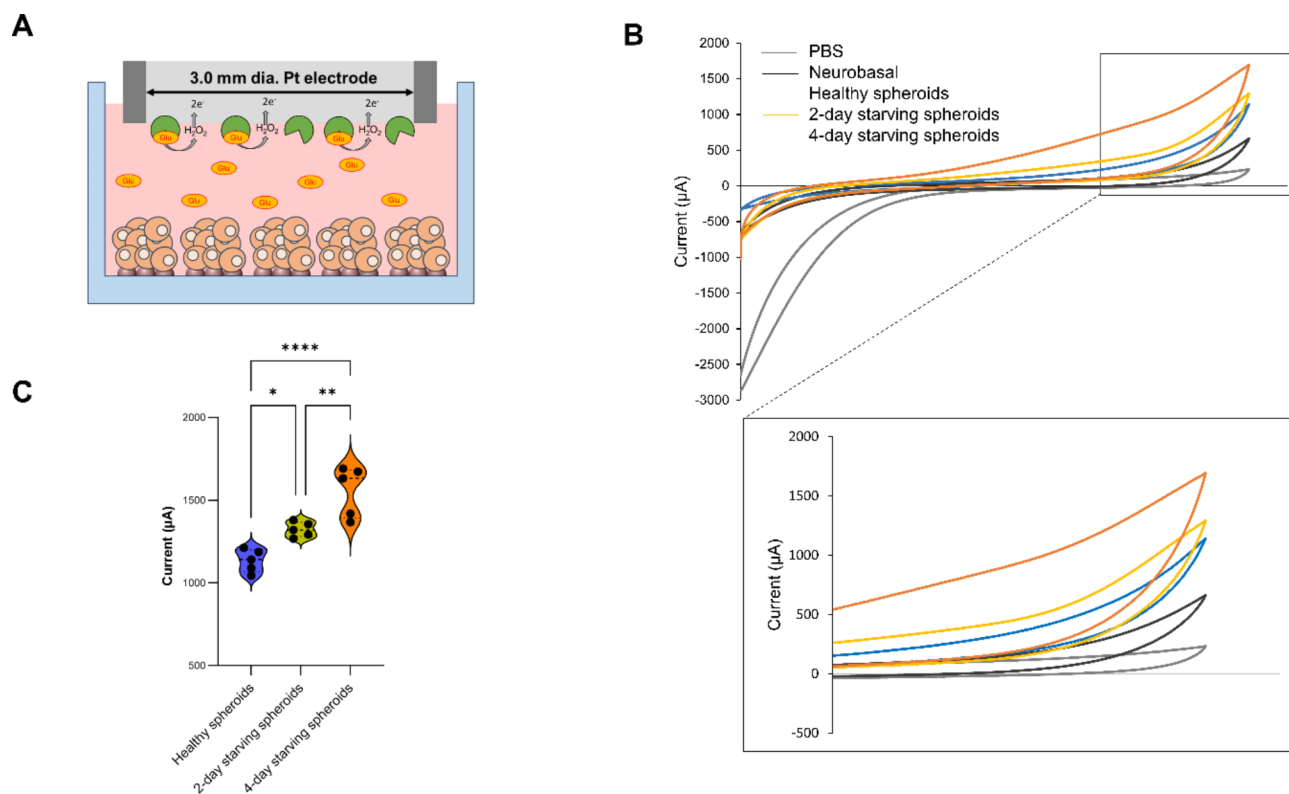 A
3.0 mm dia. Pt electrode
2e-
2e-
2e-
H2O2
H2O2
H2O2
Glu
Glu
Glu
Glu
Glu
Glu
Glu
Glu
Glu
Glu
B
PBS
Neurobasal
Healthy spheroids
2-day starving spheroids
4-day starving spheroids
Current (µA)
2000
1500
1000
500
0
-500
-1000
-1500
-2000
-2500
-3000
Current (µA)
2000
1500
1000
500
0
-500
C
****
*
**
Current (µA)
2000
1500
1000
500
Healthy spheroids
2-day starving spheroids
4-day starving spheroids